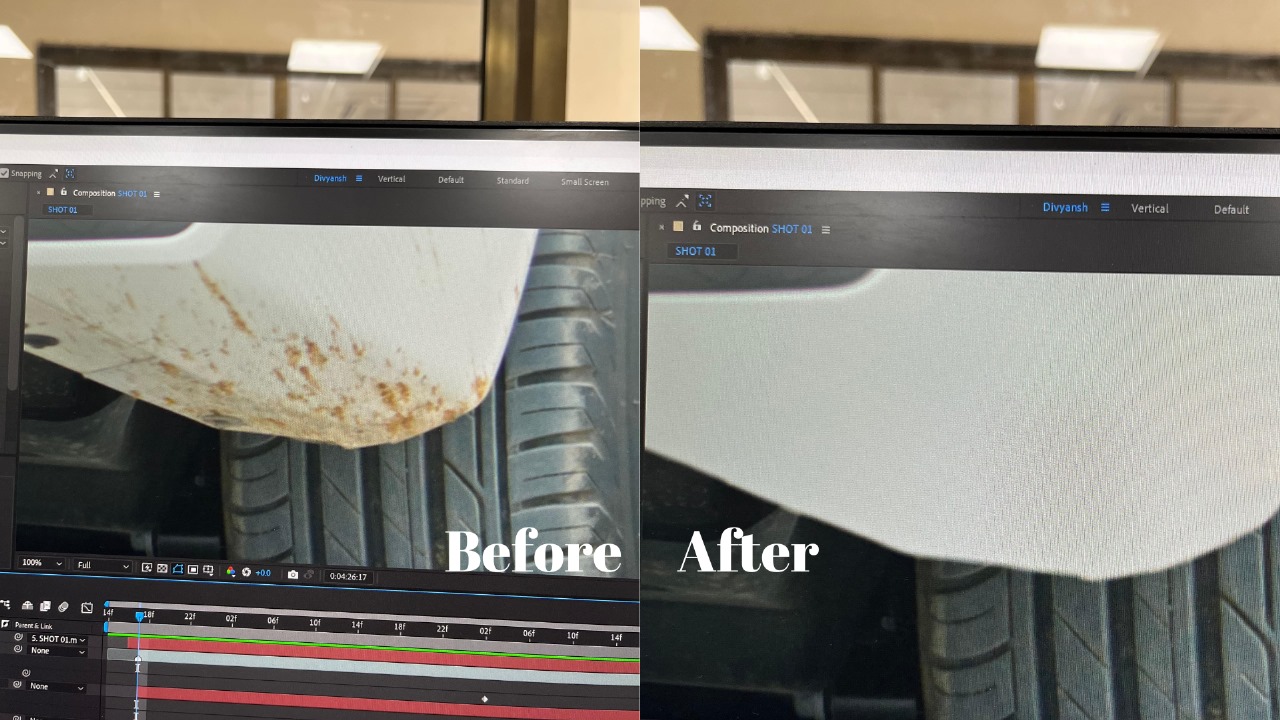 Snapping
Divyansh
Vertical
Default
Standard
Small Screen
Composition SHOT 01
SHOT 01
100%
Full
+0.0
0:04:26:17
14f 18f 22f 02f 06f 10f 14f 18f 22f 02f 06f 10f 14f
Parent & Link
5. SHOT 01.m
None
None
Before
pping
Divyansh
Vertical
Default
× Composition SHOT 01
SHOT 01
After